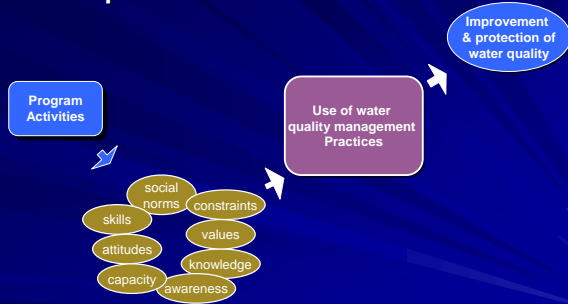 Improvement
& protection of
water quality
Program
Activities
Use of water
quality management
Practices
social
norms
constraints
skills
values
attitudes
knowledge
capacity
awareness